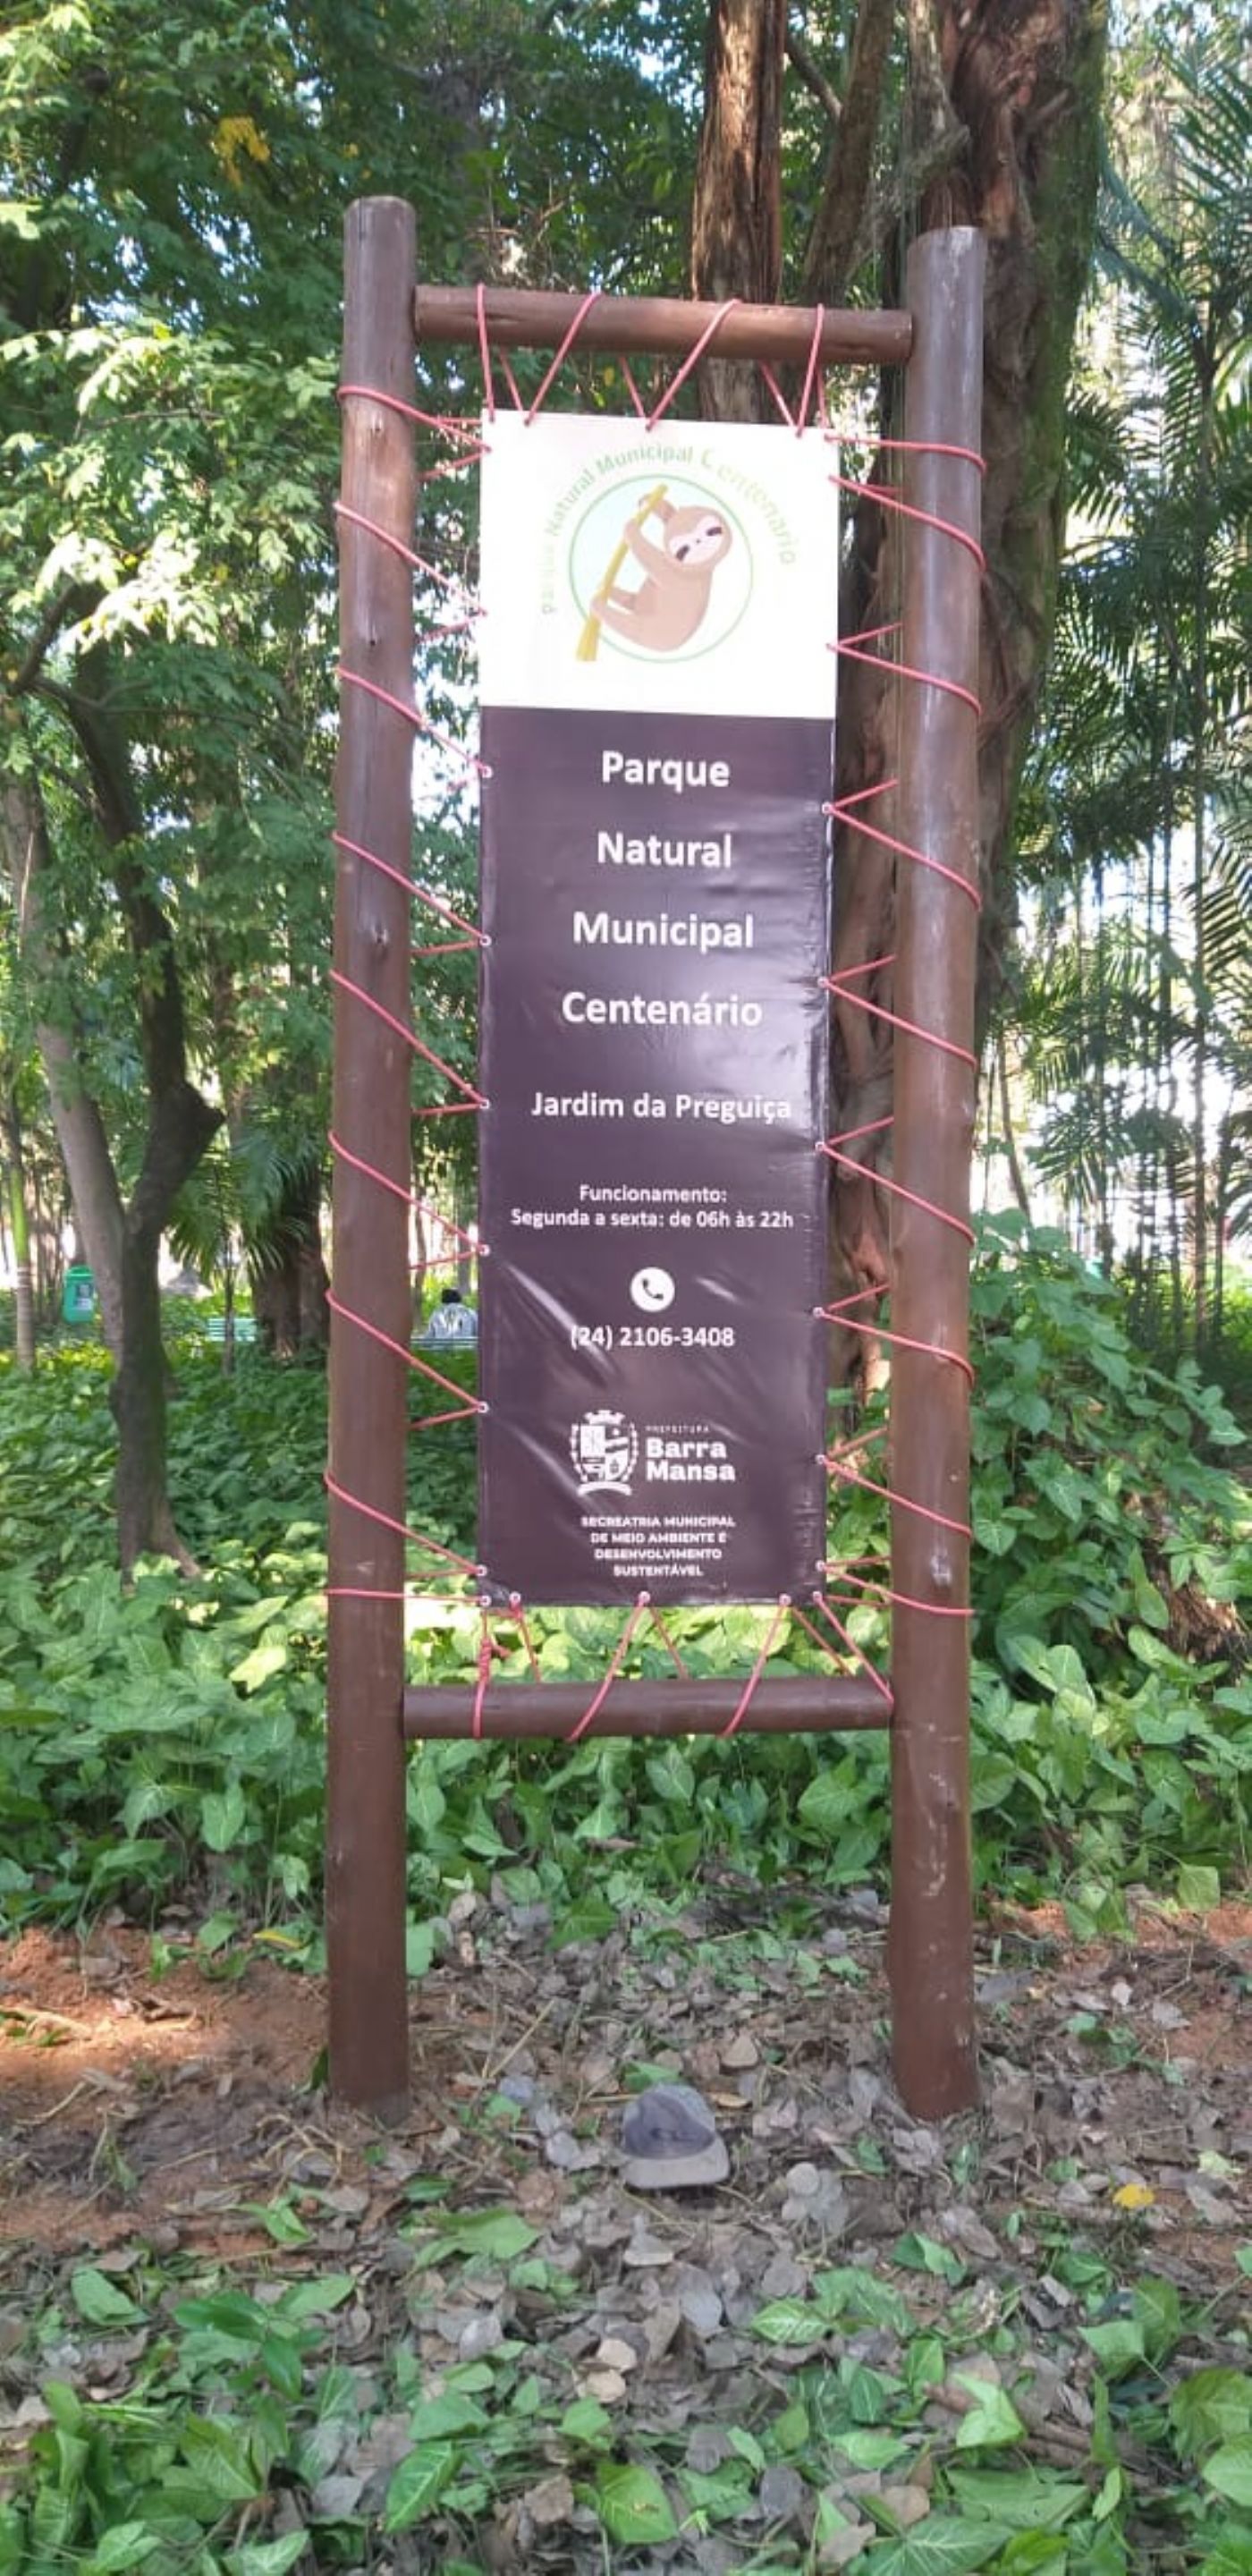 Parque Natural Municipal Centenário
Parque
Natural
Municipal
Centenário
Jardim da Preguiça
Funcionamento:
Segunda a sexta: de 06h às 22h
(24) 2106-3408
PREFEITURA
Barra
Mansa
SECREATRIA MUNICIPAL
DE MEIO AMBIENTE E
DESENVOLVIMENTO
SUSTENTÁVEL